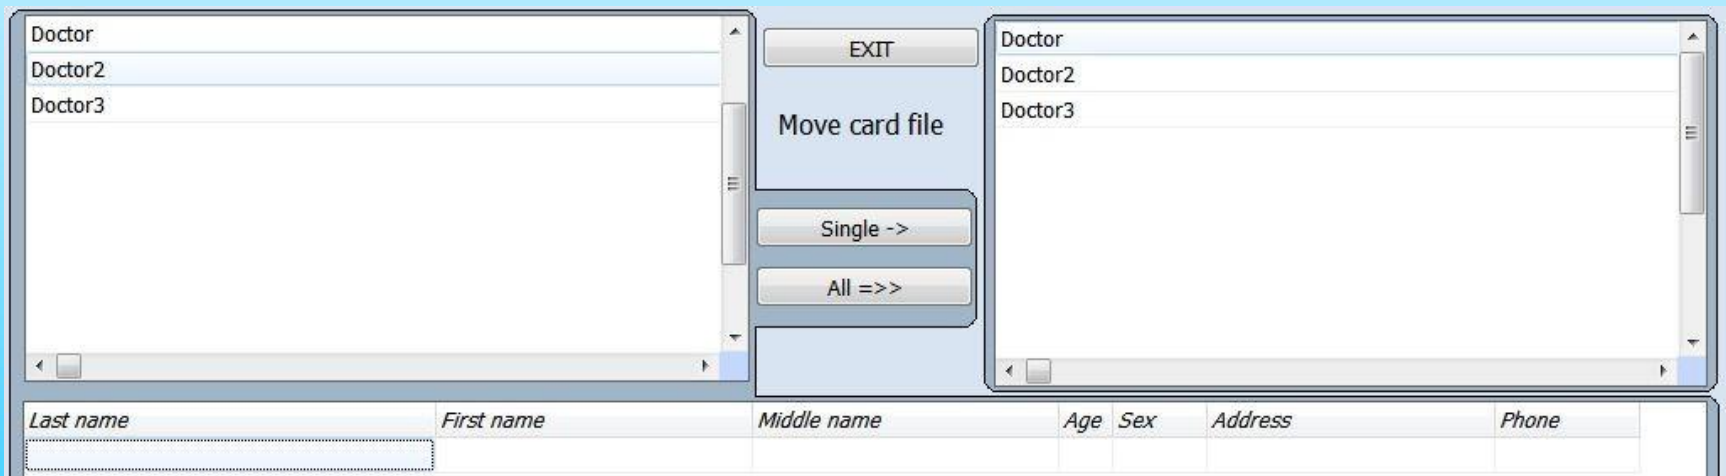 Doctor
Doctor2
Doctor3
EXIT
Move card file
Single ->
All =>>
Doctor
Doctor2
Doctor3
Last name First name Middle name Age Sex Address Phone